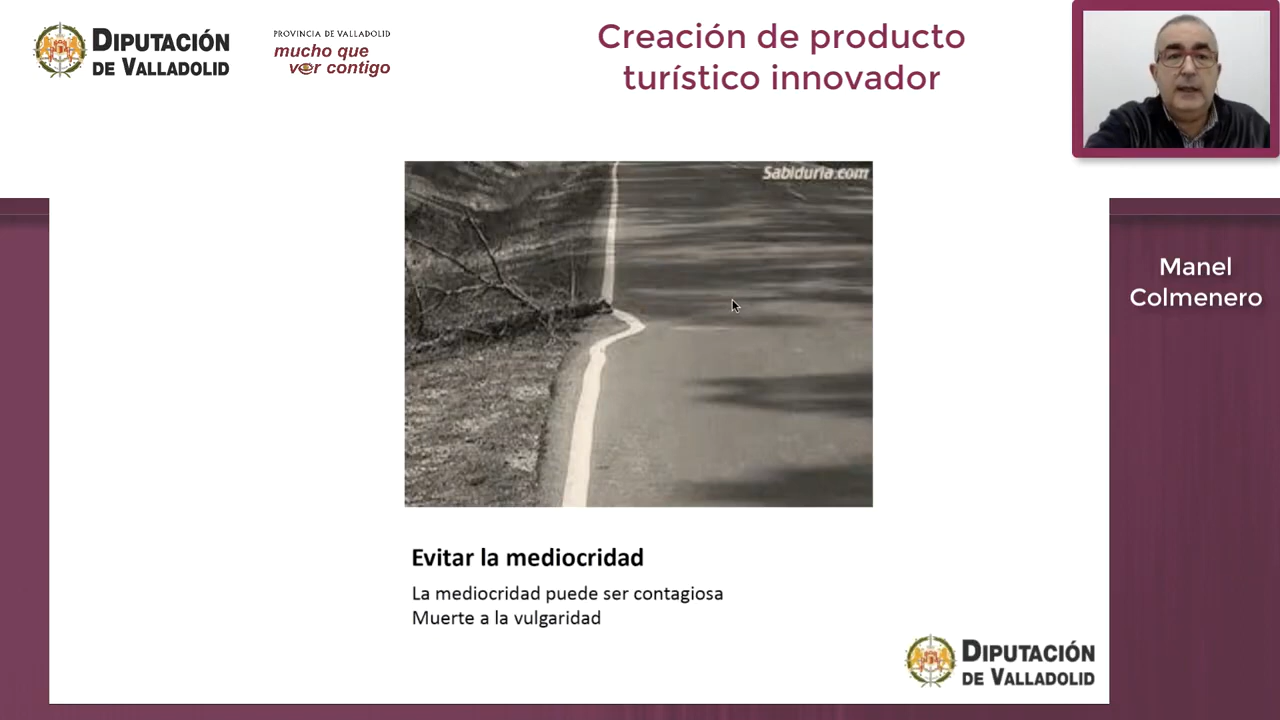 DIPUTACIÓN
DE VALLADOLID
PROVINCIA DE VALLADOLID
mucho que
ver contigo
Creación de producto
turístico innovador
Sabiduria.com
Manel
Colmenero
Evitar la mediocridad
La mediocridad puede ser contagiosa
Muerte a la vulgaridad
DIPUTACIÓN
DE VALLADOLID